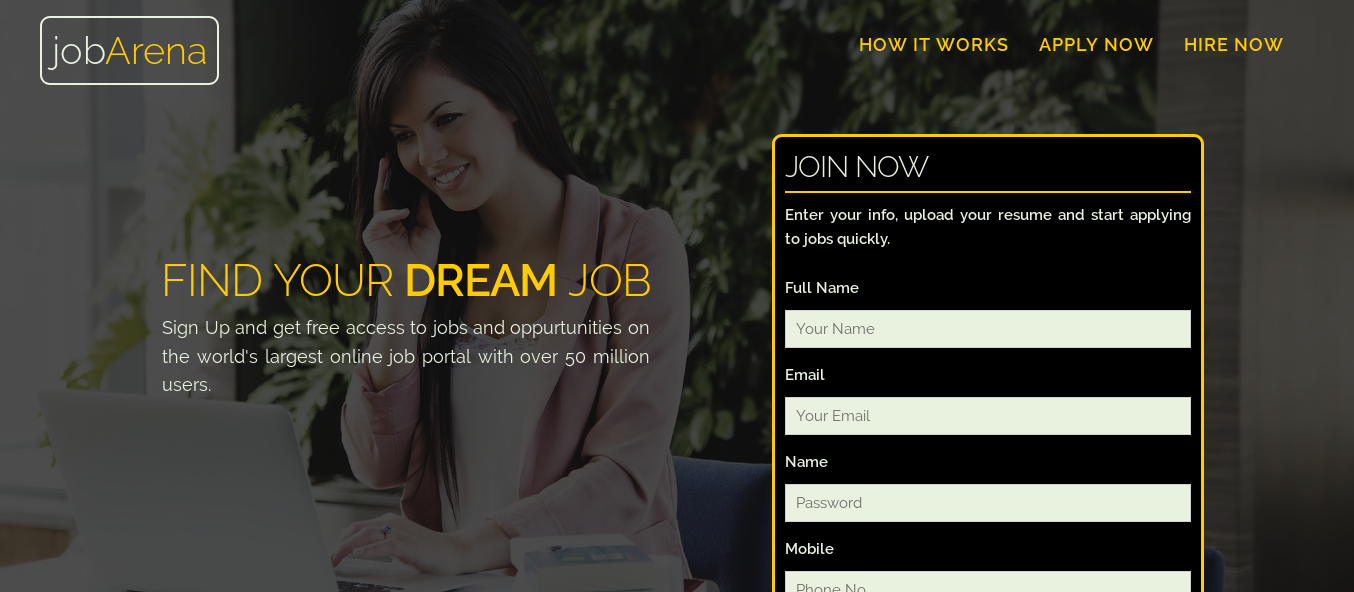 jobArena
HOW IT WORKS
APPLY NOW
HIRE NOW
FIND YOUR DREAM JOB
Sign Up and get free access to jobs and oppurtunities on
the world's largest online job portal with over 50 million
users.
JOIN NOW
Enter your info, upload your resume and start applying
to jobs quickly.
Full Name
Your Name
Email
Your Email
Name
Password
Mobile
Phone No